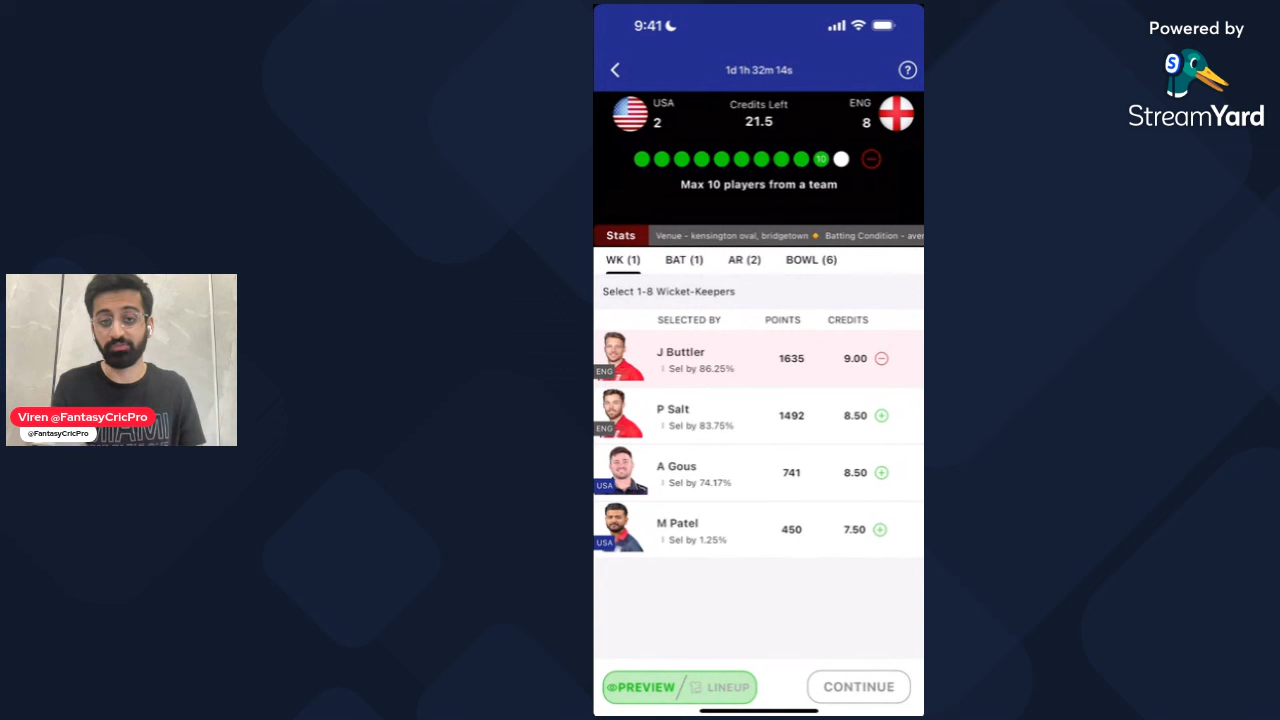 Powered by
S
StreamYard
Viren @FantasyCricPro
@FantasyCricPro
9:41
1d 1h 32m 14s
?
USA
2
Credits Left
21.5
ENG
8
10
Max 10 players from a team
Stats
Venue - kensington oval, bridgetown
Batting Condition - aver
WK (1)
BAT (1)
AR (2)
BOWL (6)
Select 1-8 Wicket-Keepers
SELECTED BY
POINTS
CREDITS
J Buttler
Sel by 86.25%
ENG
1635
9.00
P Salt
Sel by 83.75%
ENG
1492
8.50
A Gous
Sel by 74.17%
USA
741
8.50
M Patel
Sel by 1.25%
USA
450
7.50
PREVIEW
LINEUP
CONTINUE